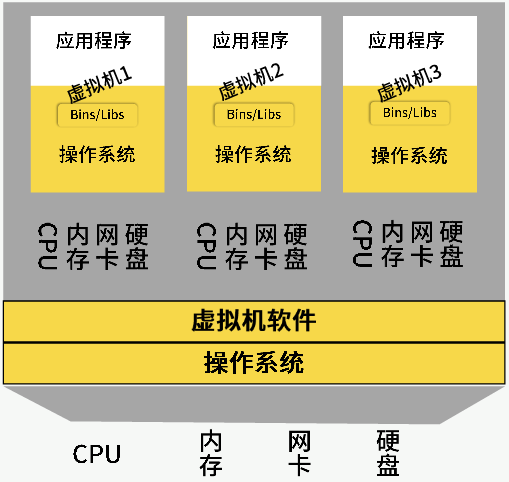 应用程序 应用程序 应用程序
虚拟机1 虚拟机2 虚拟机3
Bins/Libs Bins/Libs Bins/Libs
操作系统 操作系统 操作系统
CPU 内存 网卡 硬盘 CPU 内存 网卡 硬盘 CPU 内存 网卡 硬盘
虚拟机软件
操作系统
CPU 内存 网卡 硬盘